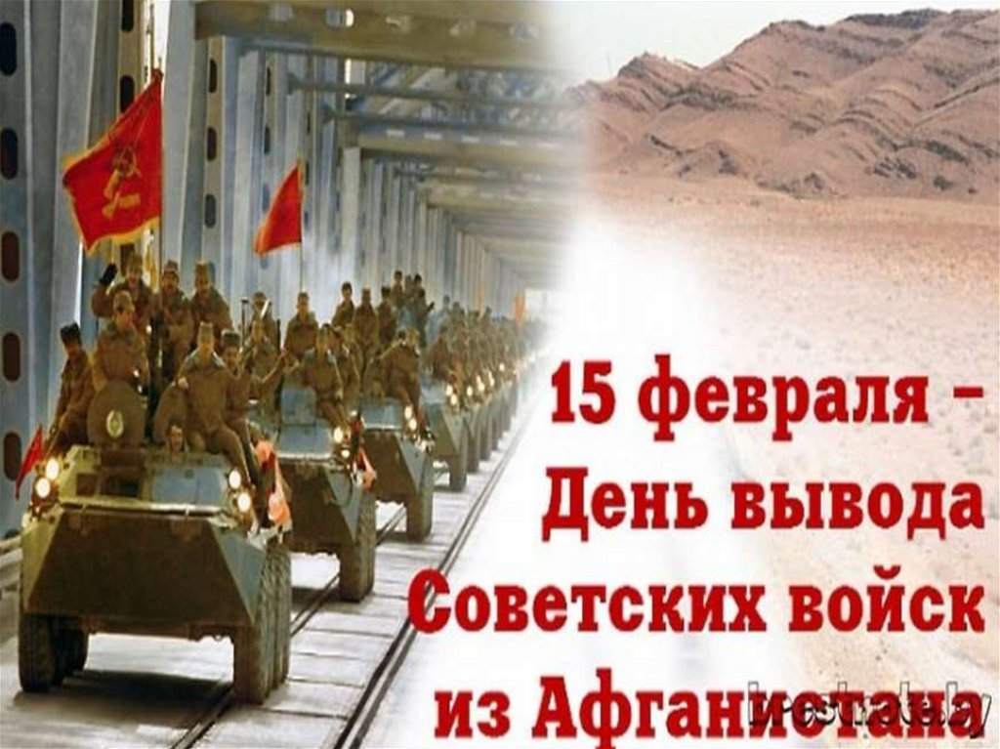 15 февраля –
День вывода
Советских войск
из Афганистана